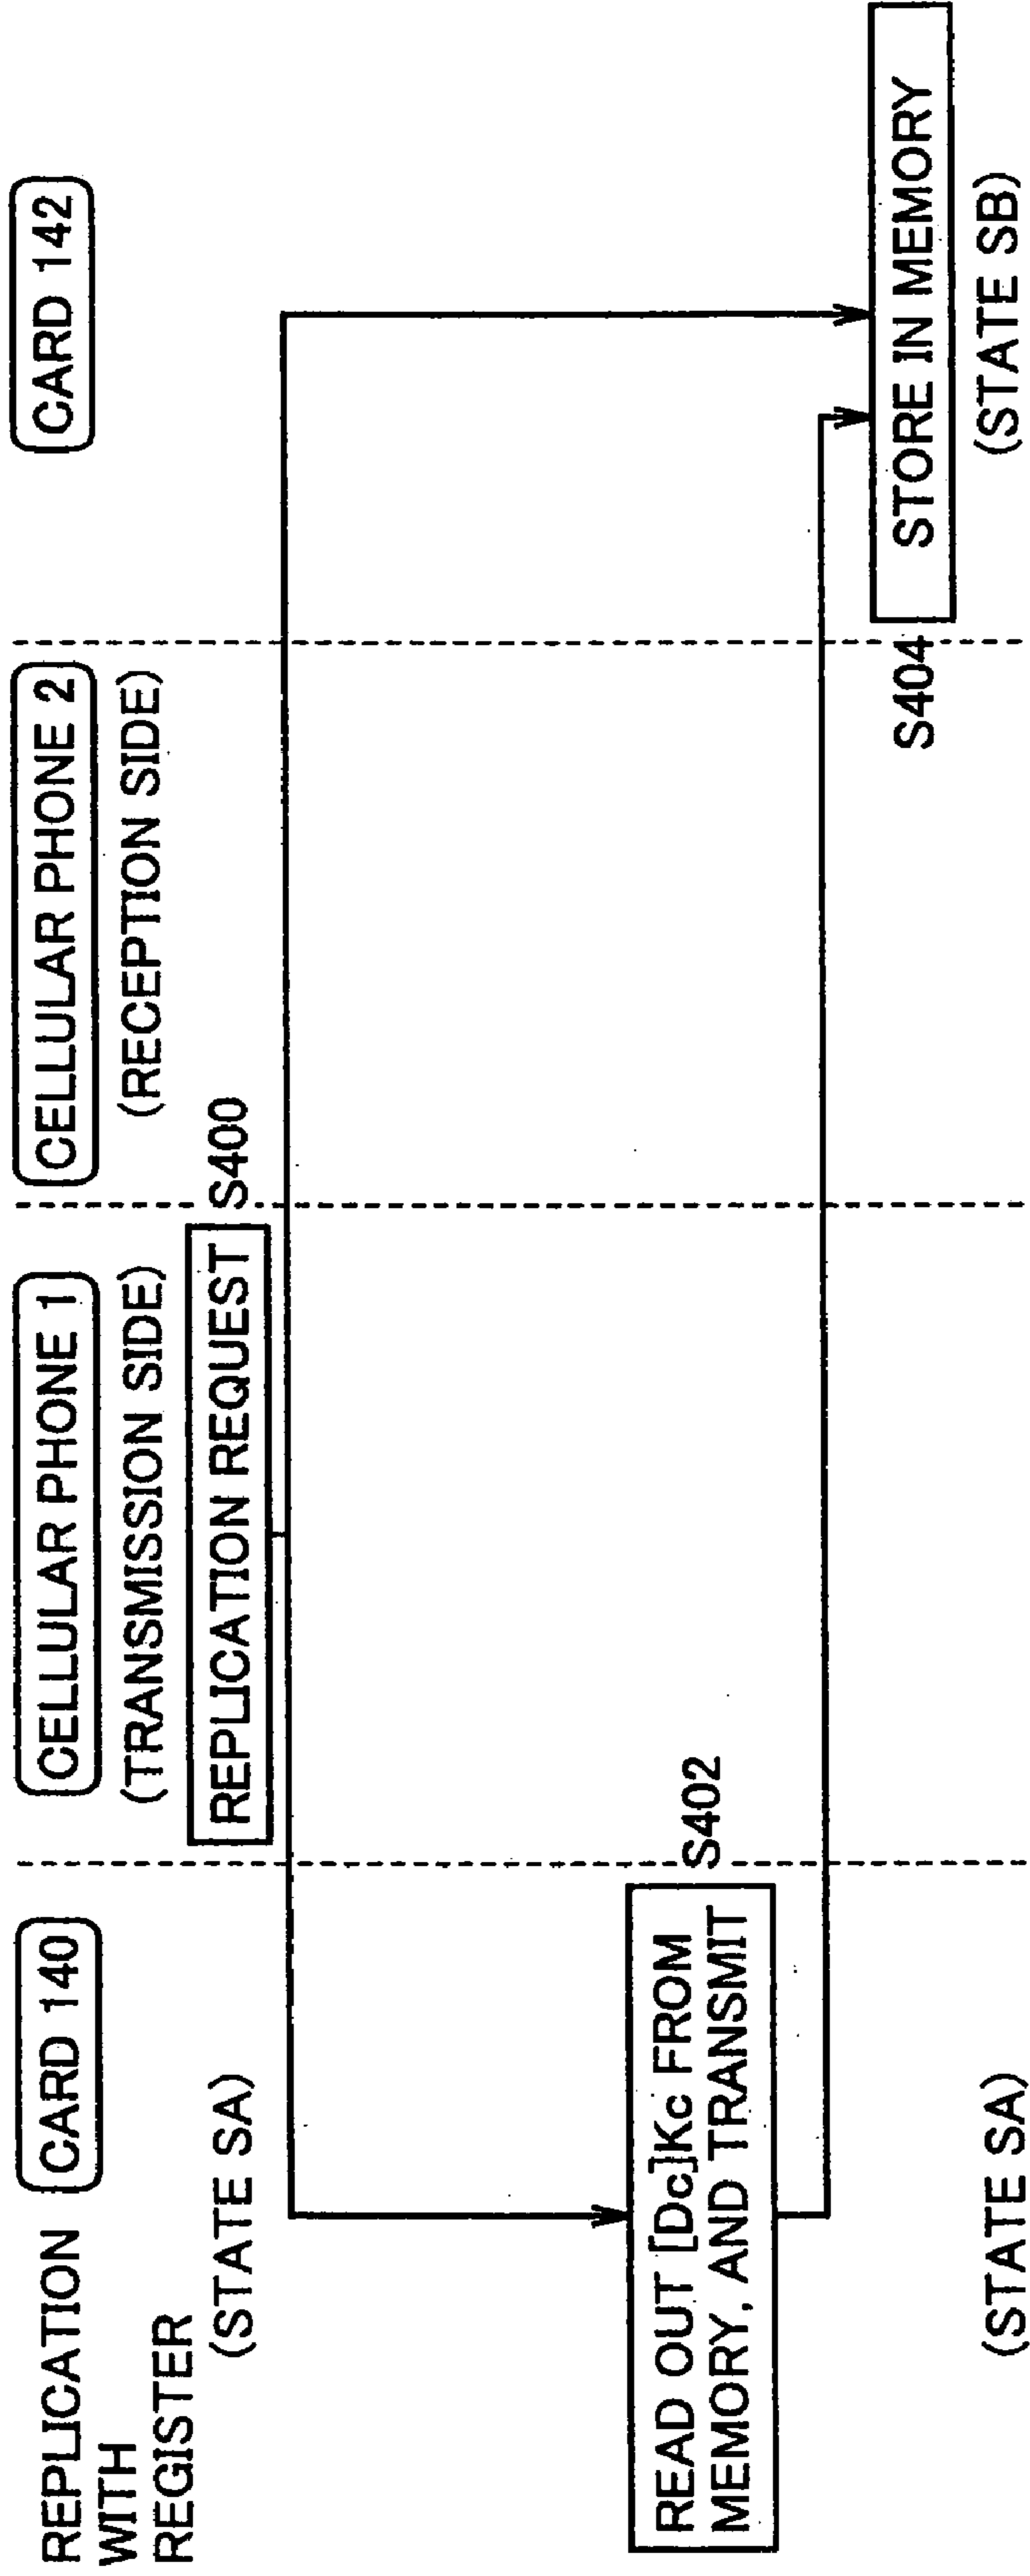 REPLICATION
WITH
REGISTER
CARD 140
CELLULAR PHONE 1
CELLULAR PHONE 2
CARD 142
(TRANSMISSION SIDE)
(RECEPTION SIDE)
(STATE SA)
REPLICATION REQUEST
S400
READ OUT [Dc]Kc FROM
MEMORY, AND TRANSMIT
S402
S404
STORE IN MEMORY
(STATE SA)
(STATE SB)